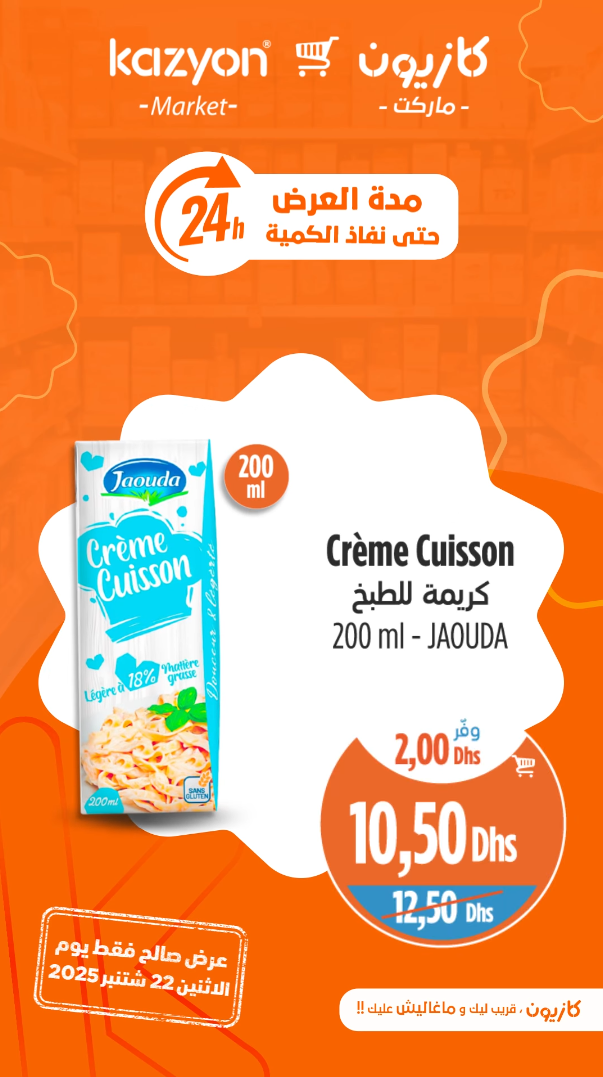 kazyon® كازيون
-Market- - ماركت -
24h
مدة العرض
حتى نفاذ الكمية
Jaouda
Crème
Cuisson
Douceur & légèreté
Légère à 18% Matière
grasse
SANS
GLUTEN
200ml
200
ml
Crème Cuisson
كريمة للطبخ
200 ml - JAOUDA
وفّر
2,00 Dhs
10,50 Dhs
12,50 Dhs
عرض صالح فقط يوم
الاثنين 22 شتنبر 2025
كازيون ، قريب ليك و ماغاليش عليك !!